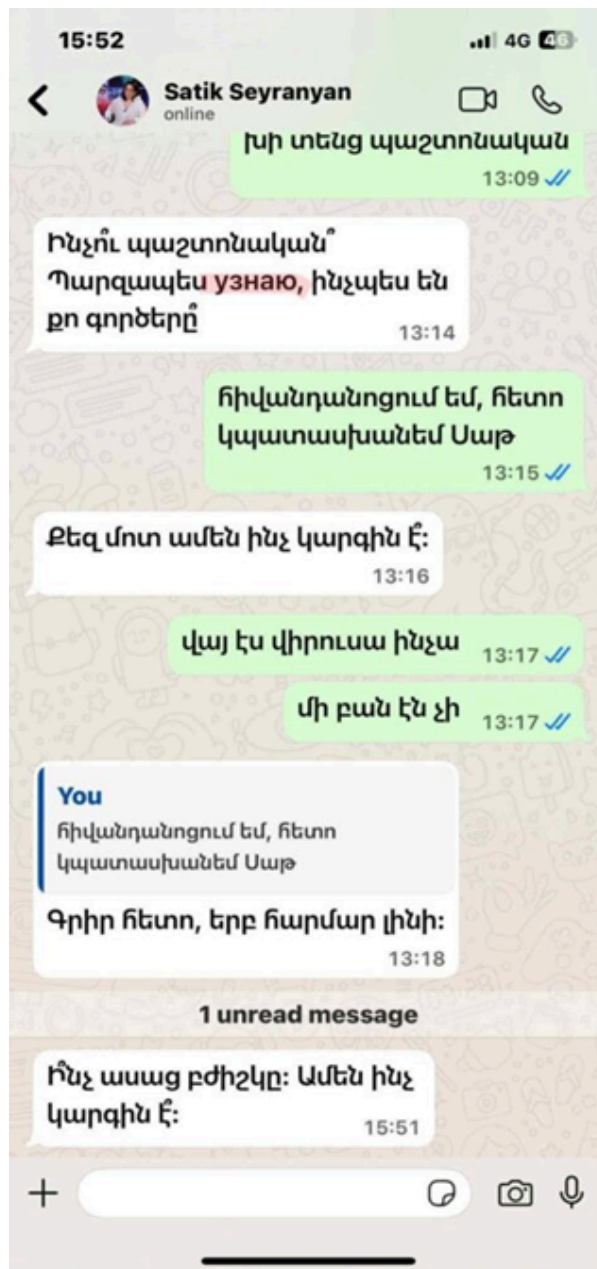 15:52
4G 4G
Satik Seyranyan
online
խի տենց պաշտոնական
13:09
Ինչո՞ւ պաշտոնական՞
Պարզապես узнаю, ինչպես են
քո գործերը՞
13:14
հիվանդանոցում եմ, հետո
կպատասխանեմ Սաթ
13:15
Քեզ մոտ ամեն ինչ կարգին է՞:
13:16
վայ էս վիրուսա ինչա
13:17
մի բան էն չի
13:17
You
հիվանդանոցում եմ, հետո
կպատասխանեմ Սաթ
Գրիր հետո, երբ հարմար լինի:
13:18
1 unread message
Ի՞նչ ասաց բժիշկը: Ամեն ինչ
կարգին է՞:
15:51